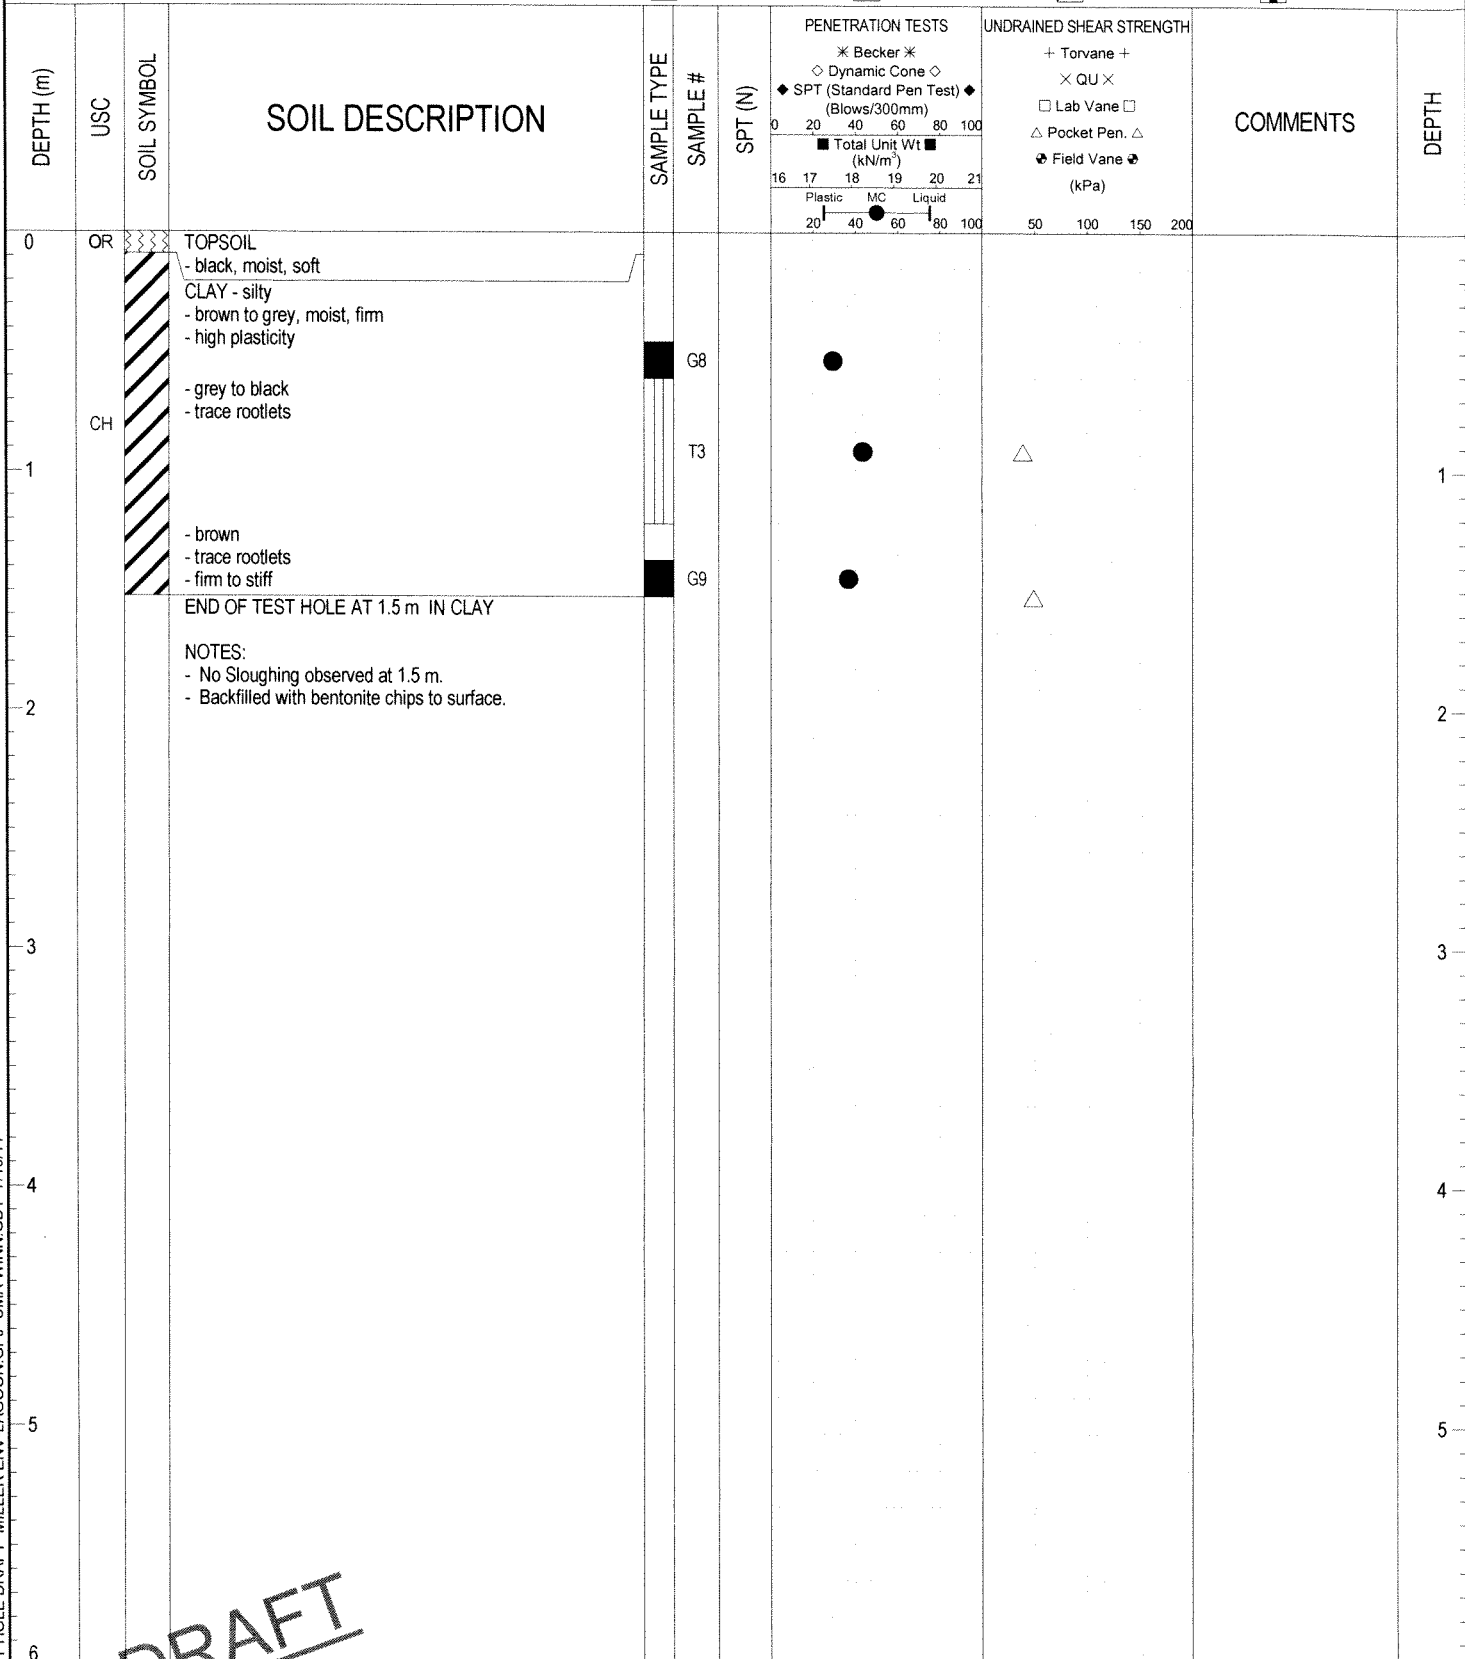 DEPTH (m)
USC
SOIL SYMBOL
SOIL DESCRIPTION
SAMPLE TYPE
SAMPLE #
SPT (N)
PENETRATION TESTS
✳ Becker ✳
◇ Dynamic Cone ◇
◆ SPT (Standard Pen Test) ◆
(Blows/300mm)
0 20 40 60 80 100
■ Total Unit Wt ■
(kN/m³)
16 17 18 19 20 21
Plastic MC Liquid
20 40 60 80 100
UNDRAINED SHEAR STRENGTH
+ Torvane +
× QU ×
□ Lab Vane □
△ Pocket Pen. △
Field Vane
(kPa)
50 100 150 200
COMMENTS
DEPTH
0 OR TOPSOIL
- black, moist, soft
CLAY - silty
- brown to grey, moist, firm
- high plasticity
G8
- grey to black
- trace rootlets
CH
T3
1 1
- brown
- trace rootlets
- firm to stiff
G9
END OF TEST HOLE AT 1.5 m IN CLAY
NOTES:
- No Sloughing observed at 1.5 m.
- Backfilled with bentonite chips to surface.
2 2
3 3
4 4
5 5
6
DRAFT